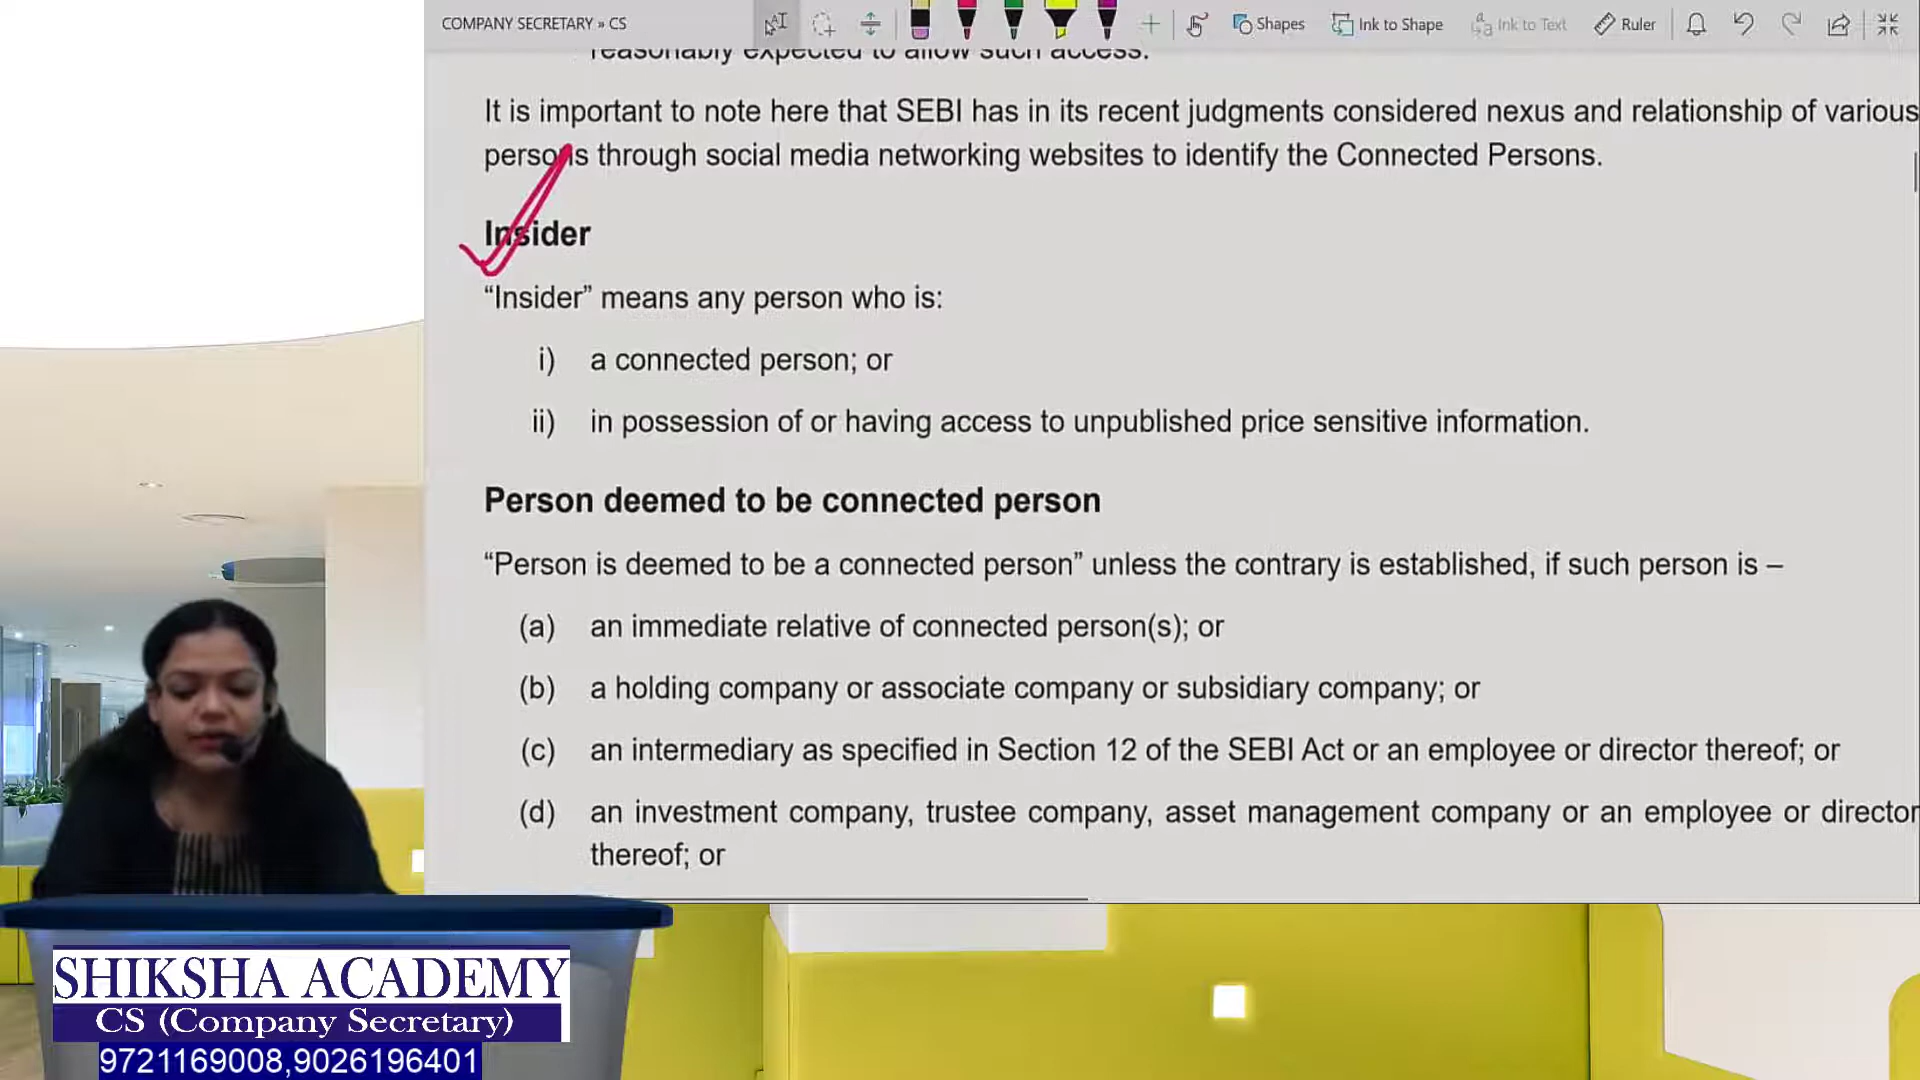 COMPANY SECRETARY » CS
Shapes
Ink to Shape
Ink to Text
Ruler
reasonably expected to allow such access.
It is important to note here that SEBI has in its recent judgments considered nexus and relationship of various
persons through social media networking websites to identify the Connected Persons.
Insider
“Insider” means any person who is:
i) a connected person; or
ii) in possession of or having access to unpublished price sensitive information.
Person deemed to be connected person
“Person is deemed to be a connected person” unless the contrary is established, if such person is –
(a) an immediate relative of connected person(s); or
(b) a holding company or associate company or subsidiary company; or
(c) an intermediary as specified in Section 12 of the SEBI Act or an employee or director thereof; or
(d) an investment company, trustee company, asset management company or an employee or director
thereof; or
SHIKSHA ACADEMY
CS (Company Secretary)
9721169008,9026196401